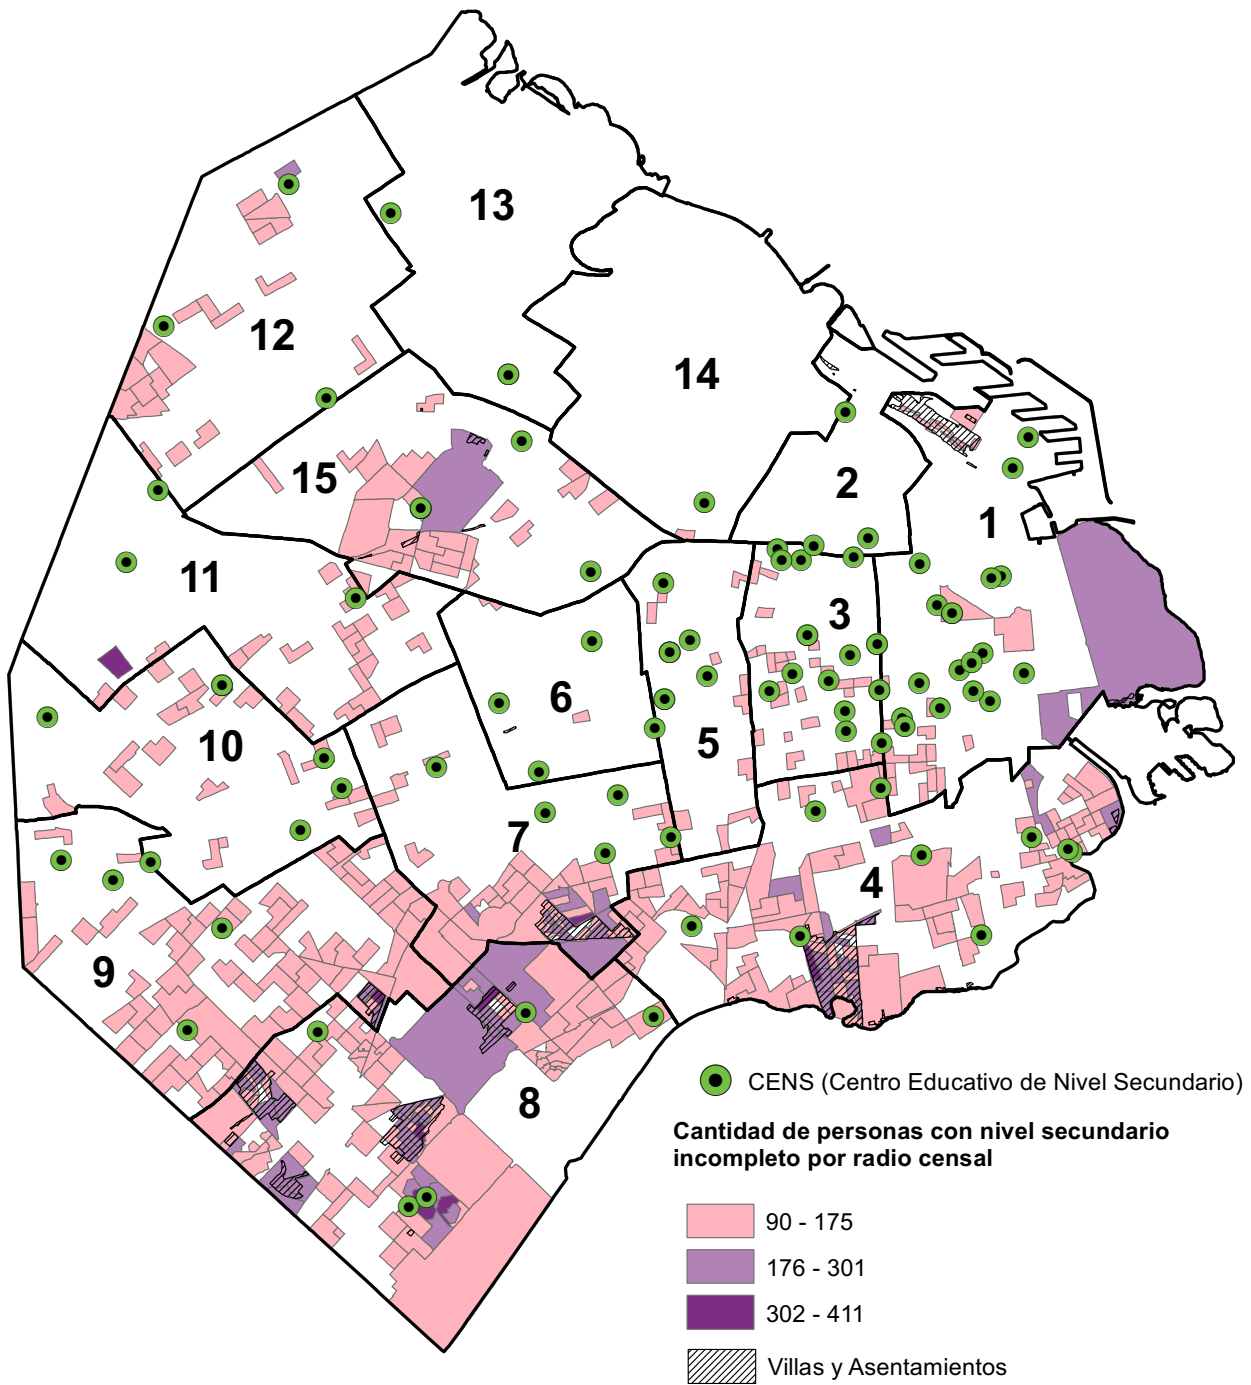 13
12
14
15
2
1
11
3
6
10
5
7
4
9
8
CENS (Centro Educativo de Nivel Secundario)
Cantidad de personas con nivel secundario
incompleto por radio censal
90 - 175
176 - 301
302 - 411
Villas y Asentamientos